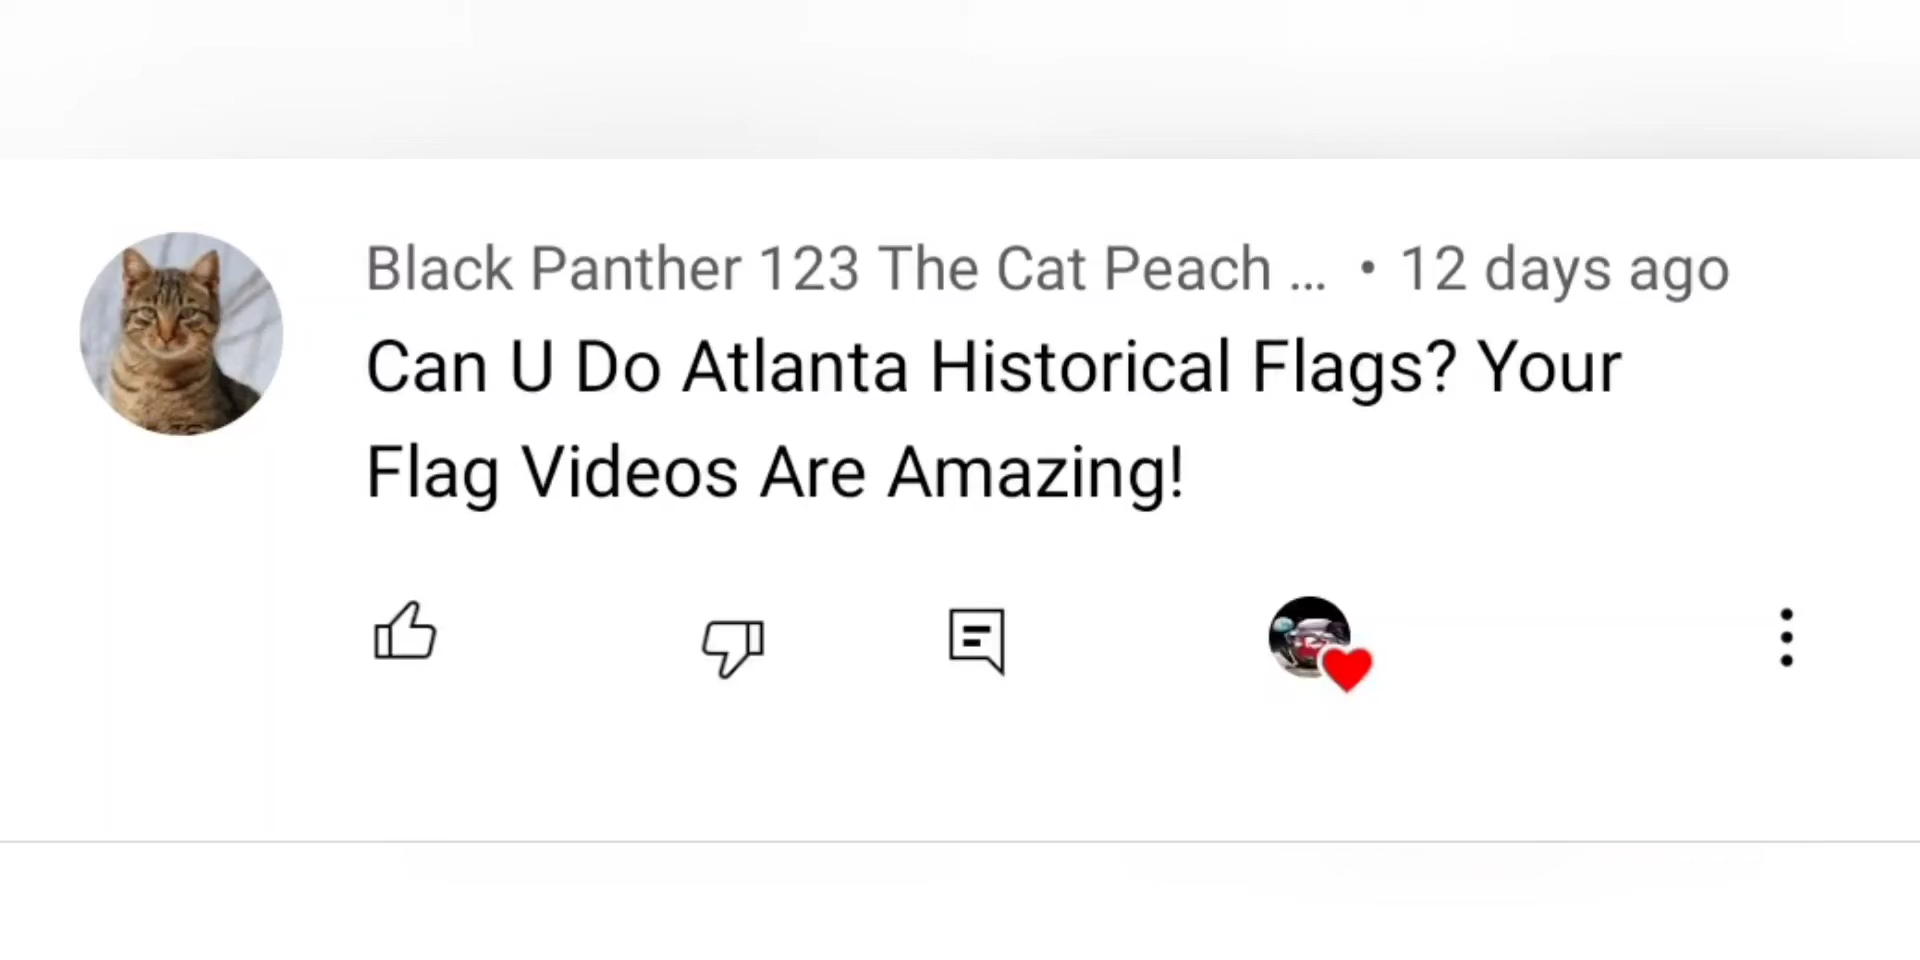 Black Panther 123 The Cat Peach ... • 12 days ago
Can U Do Atlanta Historical Flags? Your
Flag Videos Are Amazing!